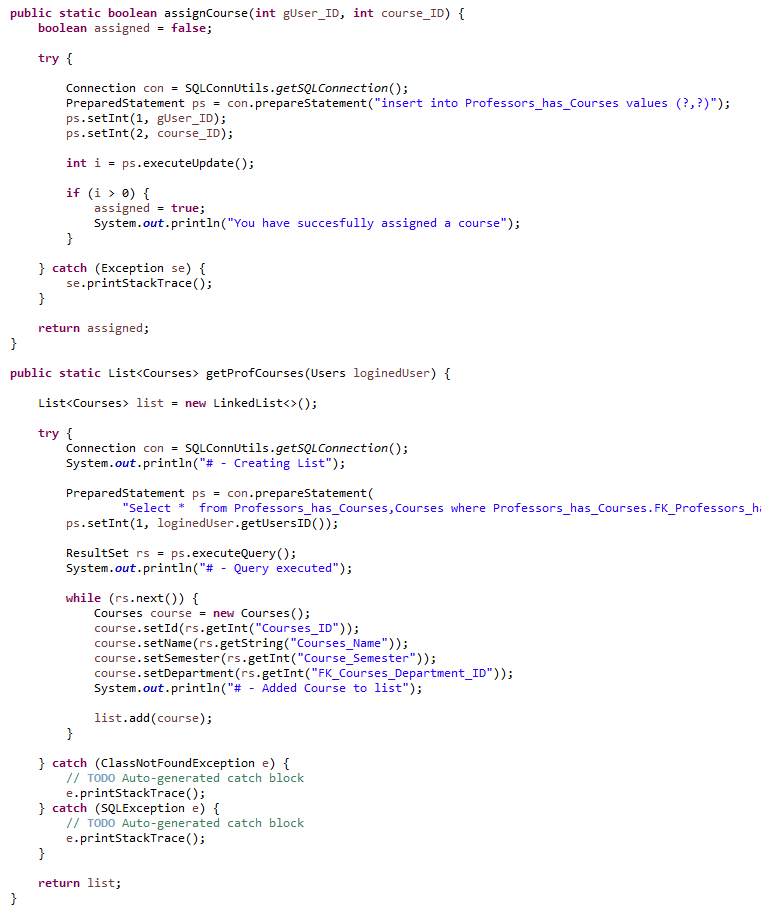 public static boolean assignCourse(int gUser_ID, int course_ID) {
boolean assigned = false;
try {
Connection con = SQLConnUtils.getSQLConnection();
PreparedStatement ps = con.prepareStatement("insert into Professors_has_Courses values (?,?)");
ps.setInt(1, gUser_ID);
ps.setInt(2, course_ID);
int i = ps.executeUpdate();
if (i > 0) {
assigned = true;
System.out.println("You have succesfully assigned a course");
}
} catch (Exception se) {
se.printStackTrace();
}
return assigned;
}
public static List<Courses> getProfCourses(Users loginedUser) {
List<Courses> list = new LinkedList<>();
try {
Connection con = SQLConnUtils.getSQLConnection();
System.out.println("# - Creating List");
PreparedStatement ps = con.prepareStatement(
"Select *  from Professors_has_Courses,Courses where Professors_has_Courses.FK_Professors_ha
ps.setInt(1, loginedUser.getUsersID());
ResultSet rs = ps.executeQuery();
System.out.println("# - Query executed");
while (rs.next()) {
Courses course = new Courses();
course.setId(rs.getInt("Courses_ID"));
course.setName(rs.getString("Courses_Name"));
course.setSemester(rs.getInt("Course_Semester"));
course.setDepartment(rs.getInt("FK_Courses_Department_ID"));
System.out.println("# - Added Course to list");
list.add(course);
}
} catch (ClassNotFoundException e) {
// TODO Auto-generated catch block
e.printStackTrace();
} catch (SQLException e) {
// TODO Auto-generated catch block
e.printStackTrace();
}
return list;
}